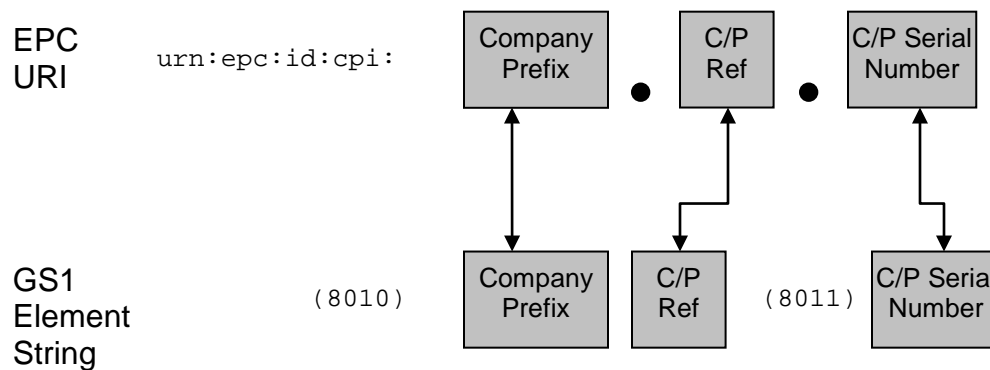 EPC
URI
urn:epc:id:cpi:
Company
Prefix
C/P
Ref
C/P Serial
Number
GS1
Element
String
(8010)
Company
Prefix
C/P
Ref
(8011)
C/P Seria
Number